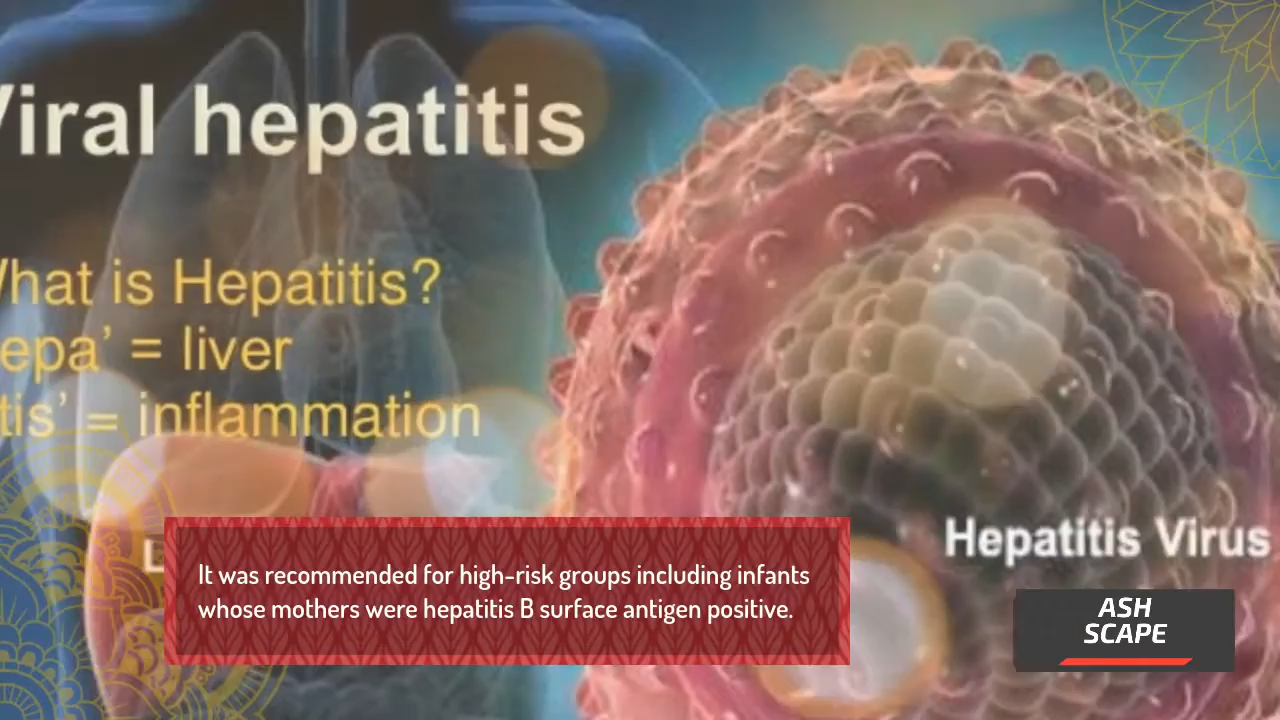 Viral hepatitis
What is Hepatitis?
epa' = liver
tis' = inflammation
It was recommended for high-risk groups including infants
whose mothers were hepatitis B surface antigen positive.
Hepatitis Virus
ASH
SCAPE